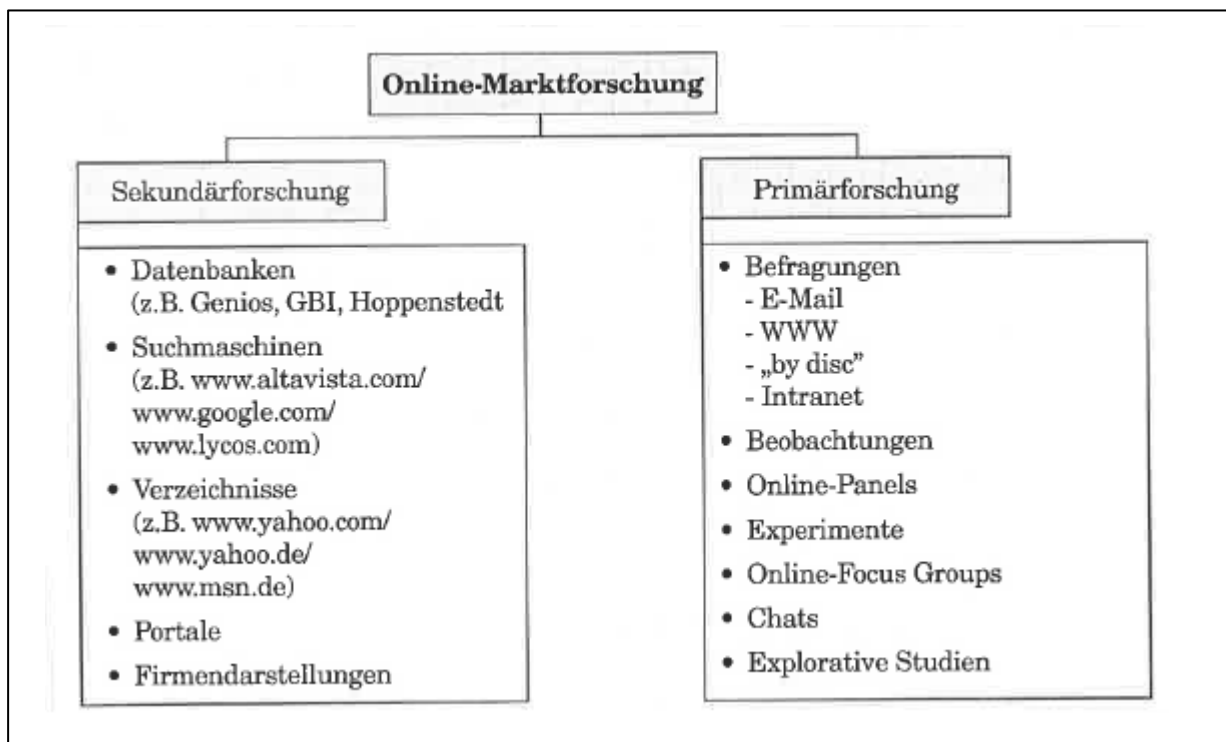 Online-Marktforschung
Sekundärforschung
• Datenbanken
(z.B. Genios, GBI, Hoppenstedt
• Suchmaschinen
(z.B. www.altavista.com/
www.google.com/
www.lycos.com)
• Verzeichnisse
(z.B. www.yahoo.com/
www.yahoo.de/
www.msn.de)
• Portale
• Firmendarstellungen
Primärforschung
• Befragungen
- E-Mail
- WWW
- „by disc”
- Intranet
• Beobachtungen
• Online-Panels
• Experimente
• Online-Focus Groups
• Chats
• Explorative Studien